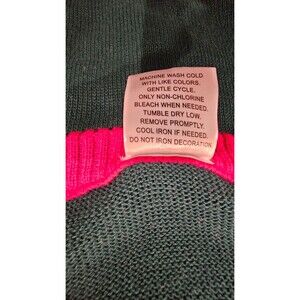 MACHINE WASH COLD
WITH LIKE COLORS.
GENTLE CYCLE.
ONLY NON-CHLORINE
BLEACH WHEN NEEDED.
TUMBLE DRY LOW.
REMOVE PROMPTLY.
COOL IRON IF NEEDED.
DO NOT IRON DECORATION